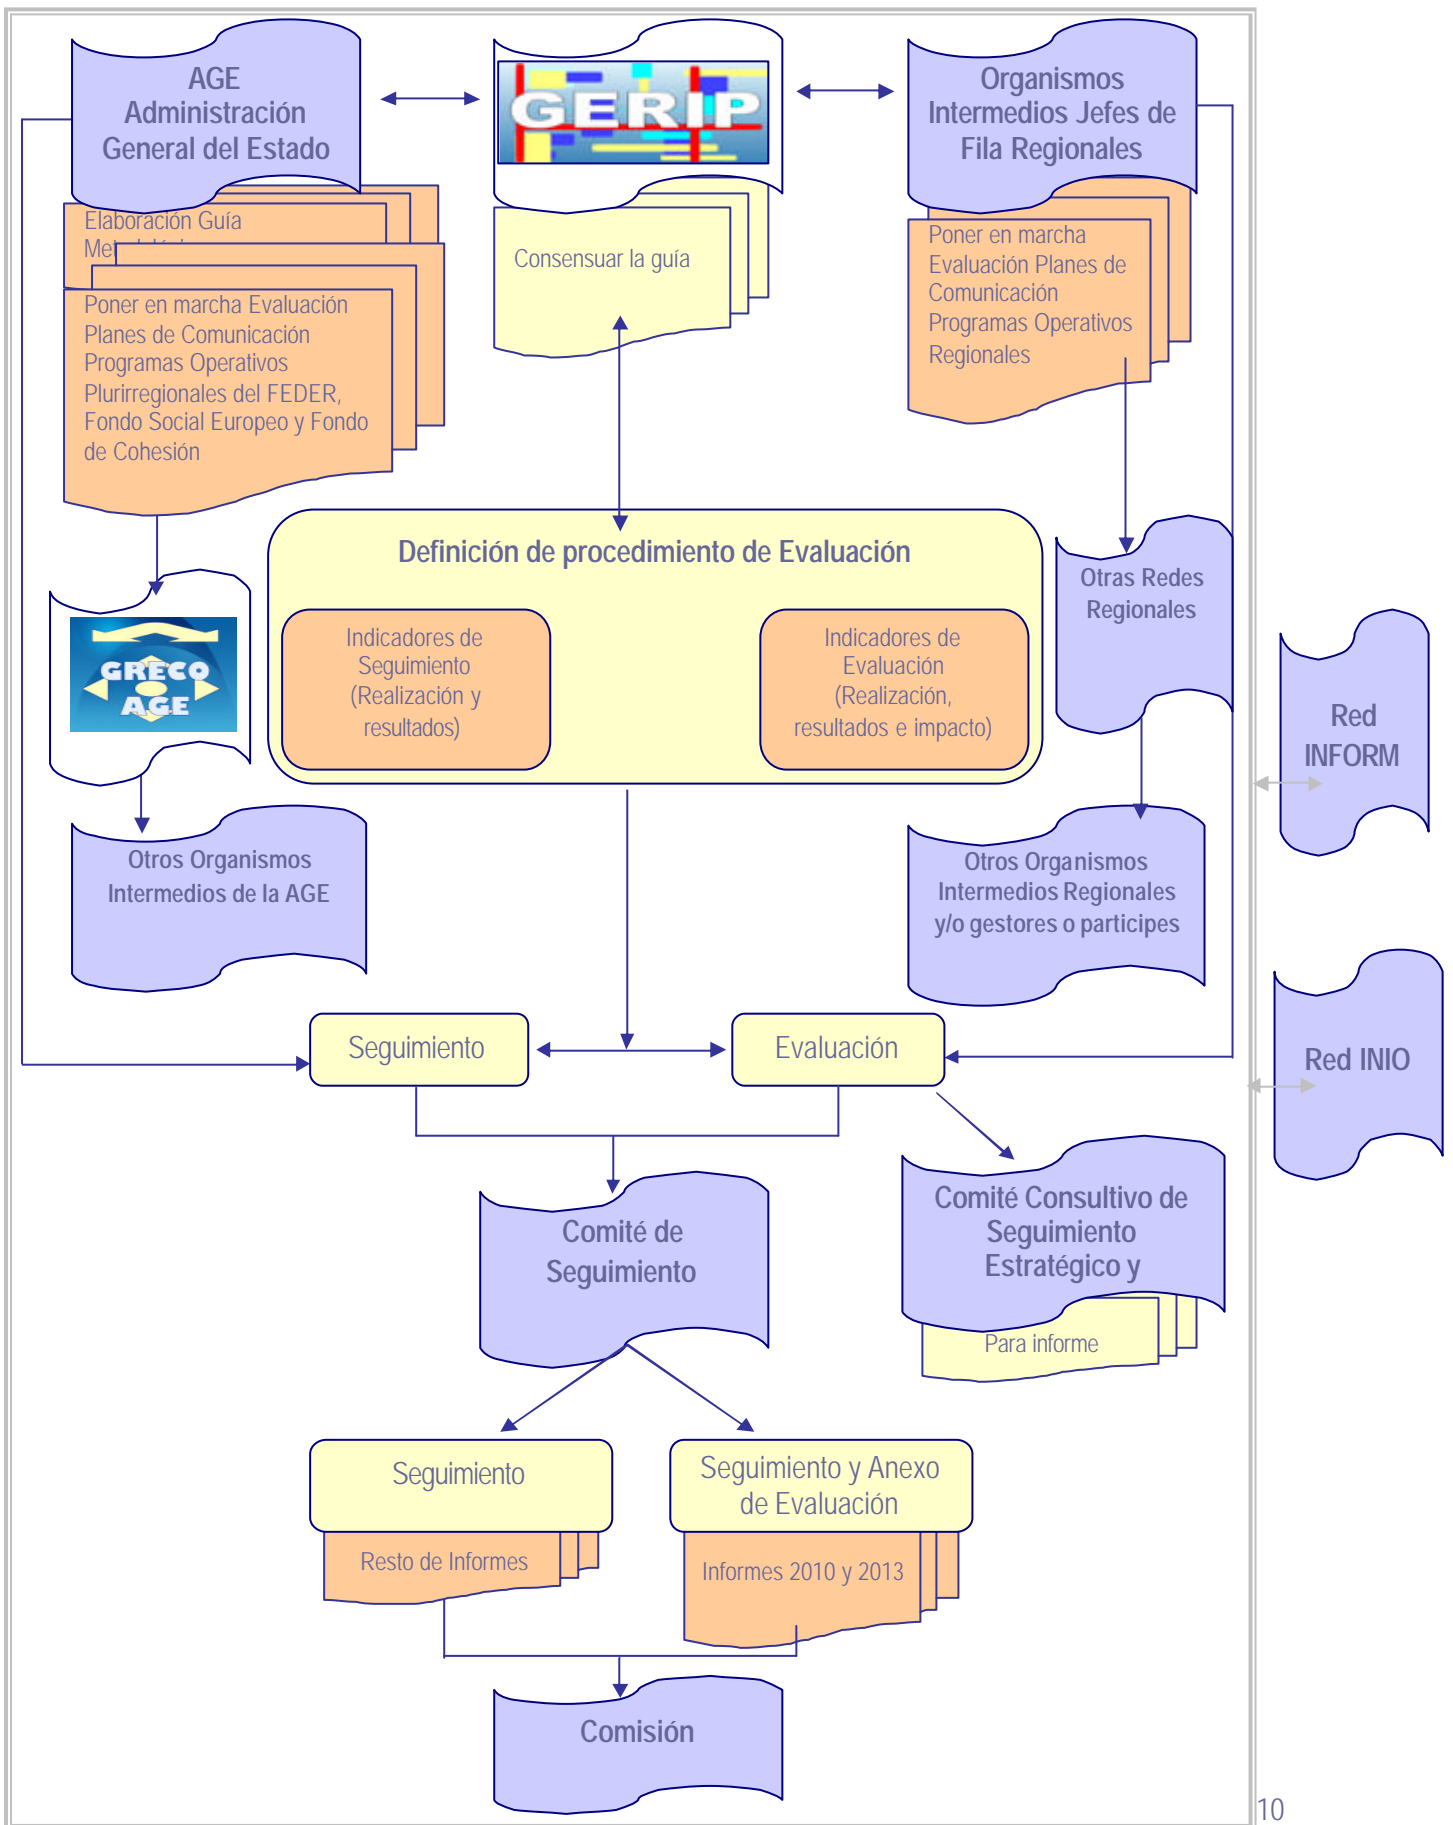 AGE
Administración
General del Estado
GERIP
Organismos
Intermedios Jefes de
Fila Regionales
Elaboración Guía
Consensuar la guía
Poner en marcha
Evaluación Planes de
Comunicación
Programas Operativos
Regionales
Poner en marcha Evaluación
Planes de Comunicación
Programas Operativos
Plurirregionales del FEDER,
Fondo Social Europeo y Fondo
de Cohesión
Definición de procedimiento de Evaluación
Indicadores de
Seguimiento
(Realización y
resultados)
Indicadores de
Evaluación
(Realización,
resultados e impacto)
Otras Redes
Regionales
GRECO
AGE
Red
INFORM
Otros Organismos
Intermedios de la AGE
Otros Organismos
Intermedios Regionales
y/o gestores o participes
Seguimiento
Evaluación
Red INIO
Comité de
Seguimiento
Comité Consultivo de
Seguimiento
Estratégico y
Para informe
Seguimiento
Seguimiento y Anexo
de Evaluación
Resto de Informes
Informes 2010 y 2013
Comisión
10